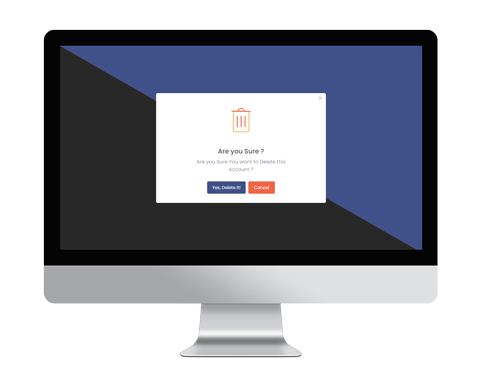 Are you Sure ?
Are you Sure You want to Delete this
Account ?
Yes, Delete It!
Cancel